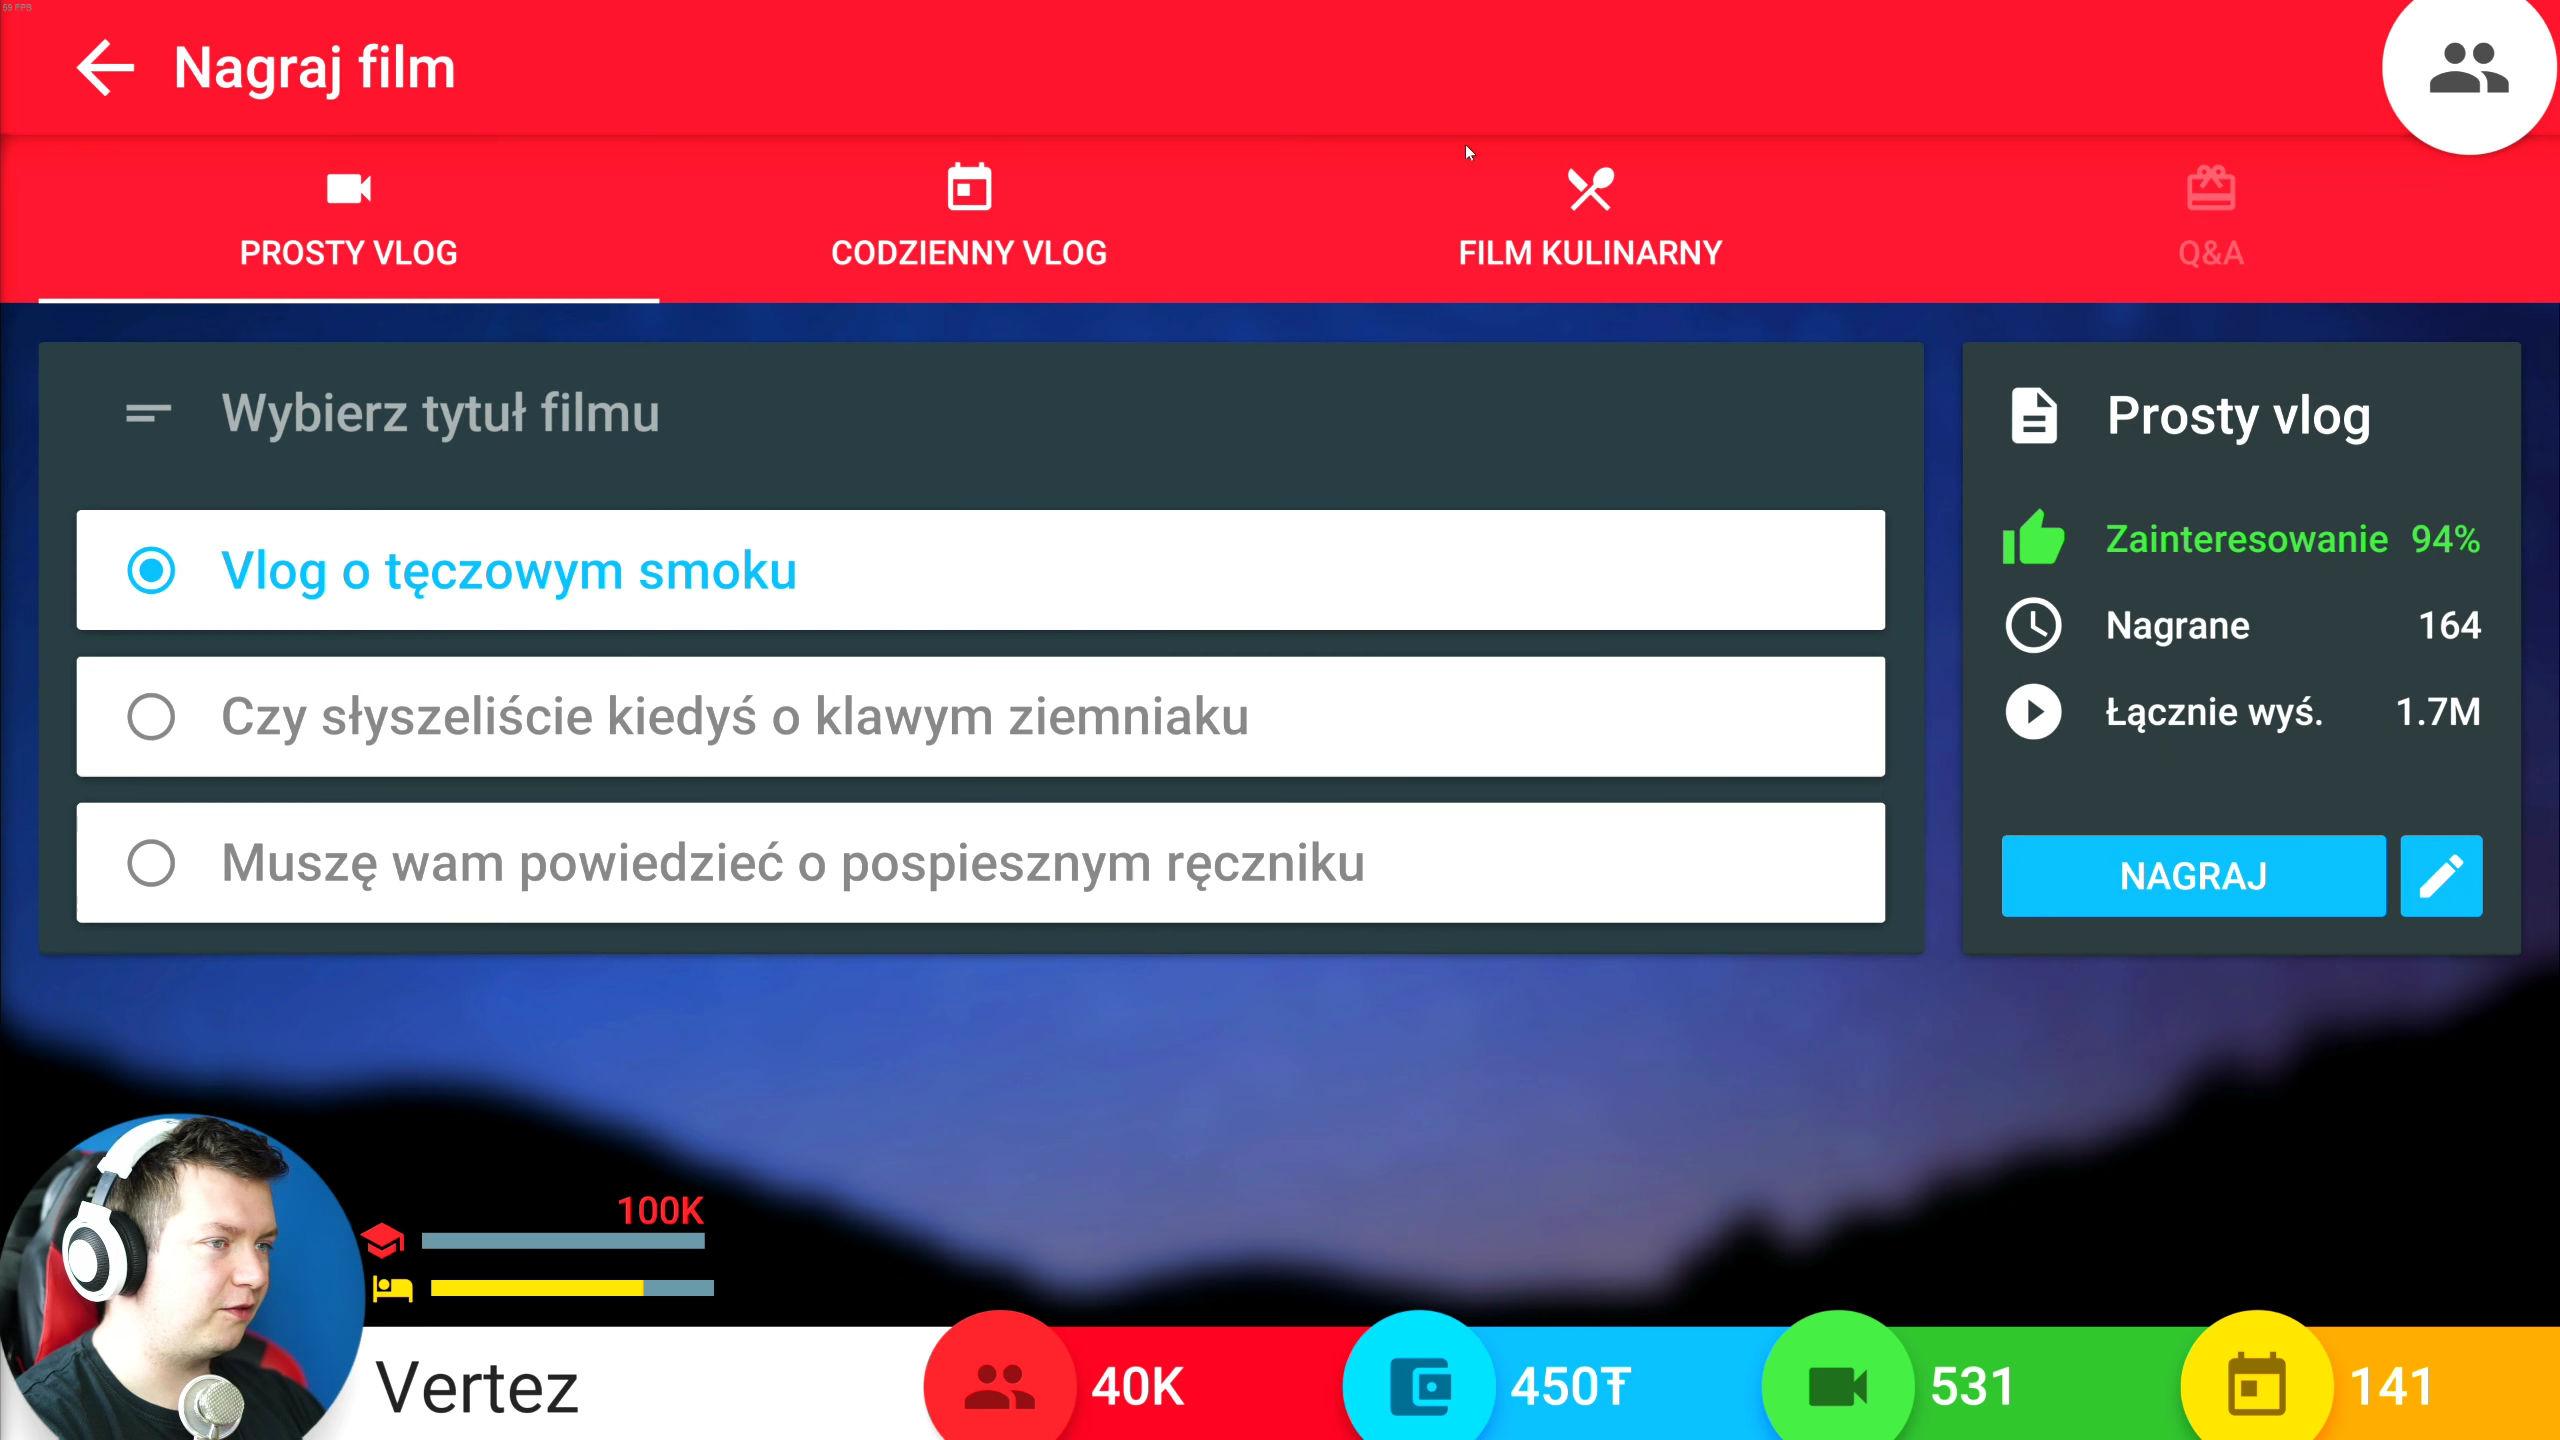 59 FPS
Nagraj film
PROSTY VLOG
CODZIENNY VLOG
FILM KULINARNY
Q&A
Wybierz tytuł filmu
Vlog o tęczowym smoku
Czy słyszeliście kiedyś o klawym ziemniaku
Muszę wam powiedzieć o pospiesznym ręczniku
Prosty vlog
Zainteresowanie 94%
Nagrane 164
Łącznie wyś. 1.7M
NAGRAJ
100K
Vertez
40K
450Ŧ
531
141